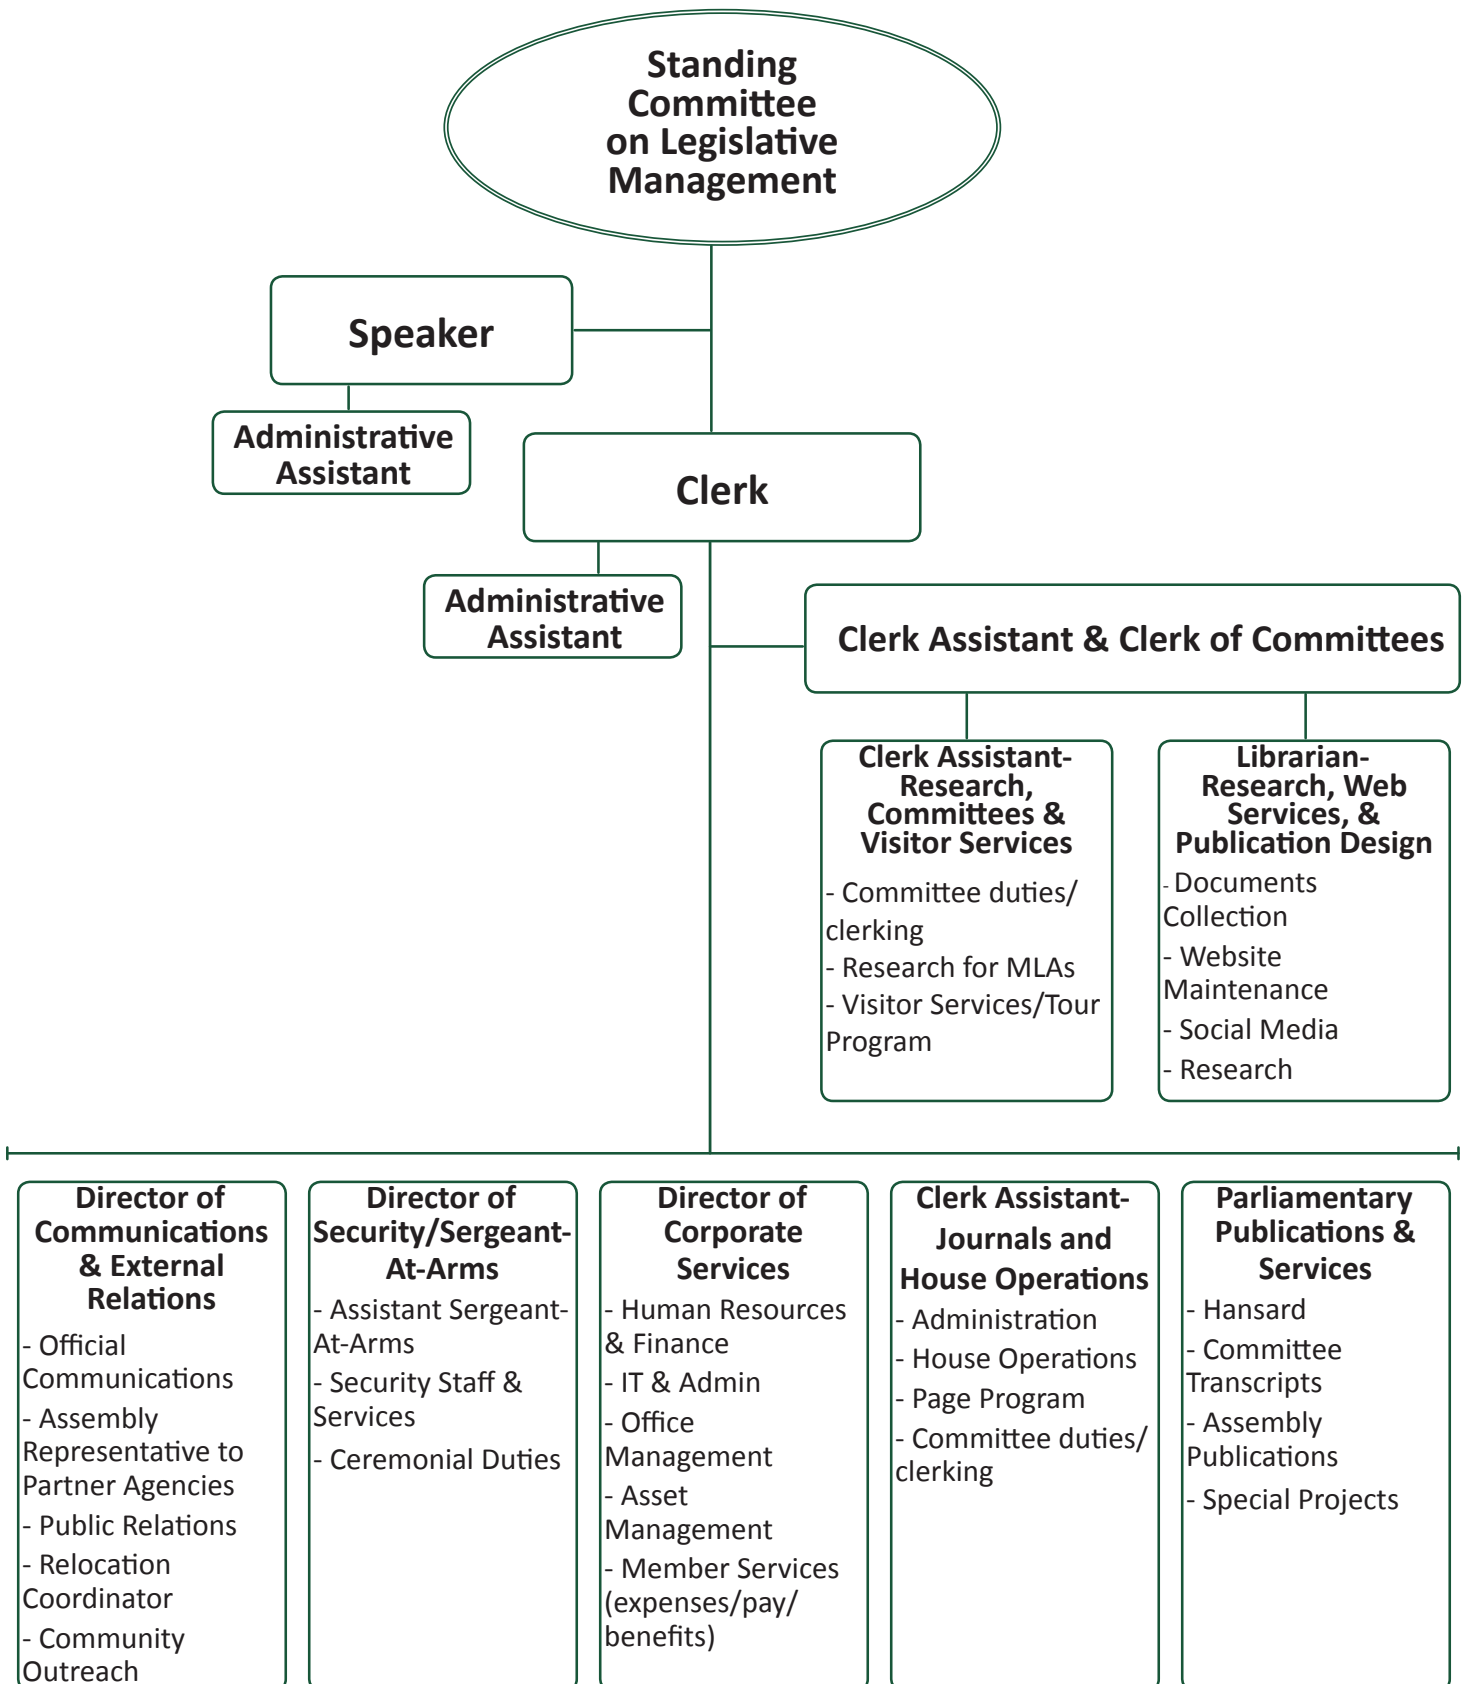 Standing
Committee
on Legislative
Management
Speaker
Administrative
Assistant
Clerk
Administrative
Assistant
Clerk Assistant & Clerk of Committees
Clerk Assistant-
Research,
Committees &
Visitor Services
- Committee duties/
clerking
- Research for MLAs
- Visitor Services/Tour
Program
Librarian-
Research, Web
Services, &
Publication Design
- Documents
Collection
- Website
Maintenance
- Social Media
- Research
Director of
Communications
& External
Relations
- Official
Communications
- Assembly
Representative to
Partner Agencies
- Public Relations
- Relocation
Coordinator
- Community
Outreach
Director of
Security/Sergeant-
At-Arms
- Assistant Sergeant-
At-Arms
- Security Staff &
Services
- Ceremonial Duties
Director of
Corporate
Services
- Human Resources
& Finance
- IT & Admin
- Office
Management
- Asset
Management
- Member Services
(expenses/pay/
benefits)
Clerk Assistant-
Journals and
House Operations
- Administration
- House Operations
- Page Program
- Committee duties/
clerking
Parliamentary
Publications &
Services
- Hansard
- Committee
Transcripts
- Assembly
Publications
- Special Projects